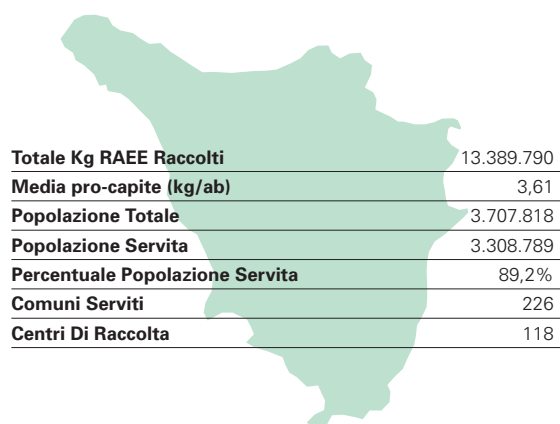 Totale Kg RAEE Raccolti 13.389.790
Media pro-capite (kg/ab) 3,61
Popolazione Totale 3.707.818
Popolazione Servita 3.308.789
Percentuale Popolazione Servita 89,2%
Comuni Serviti 226
Centri Di Raccolta 118